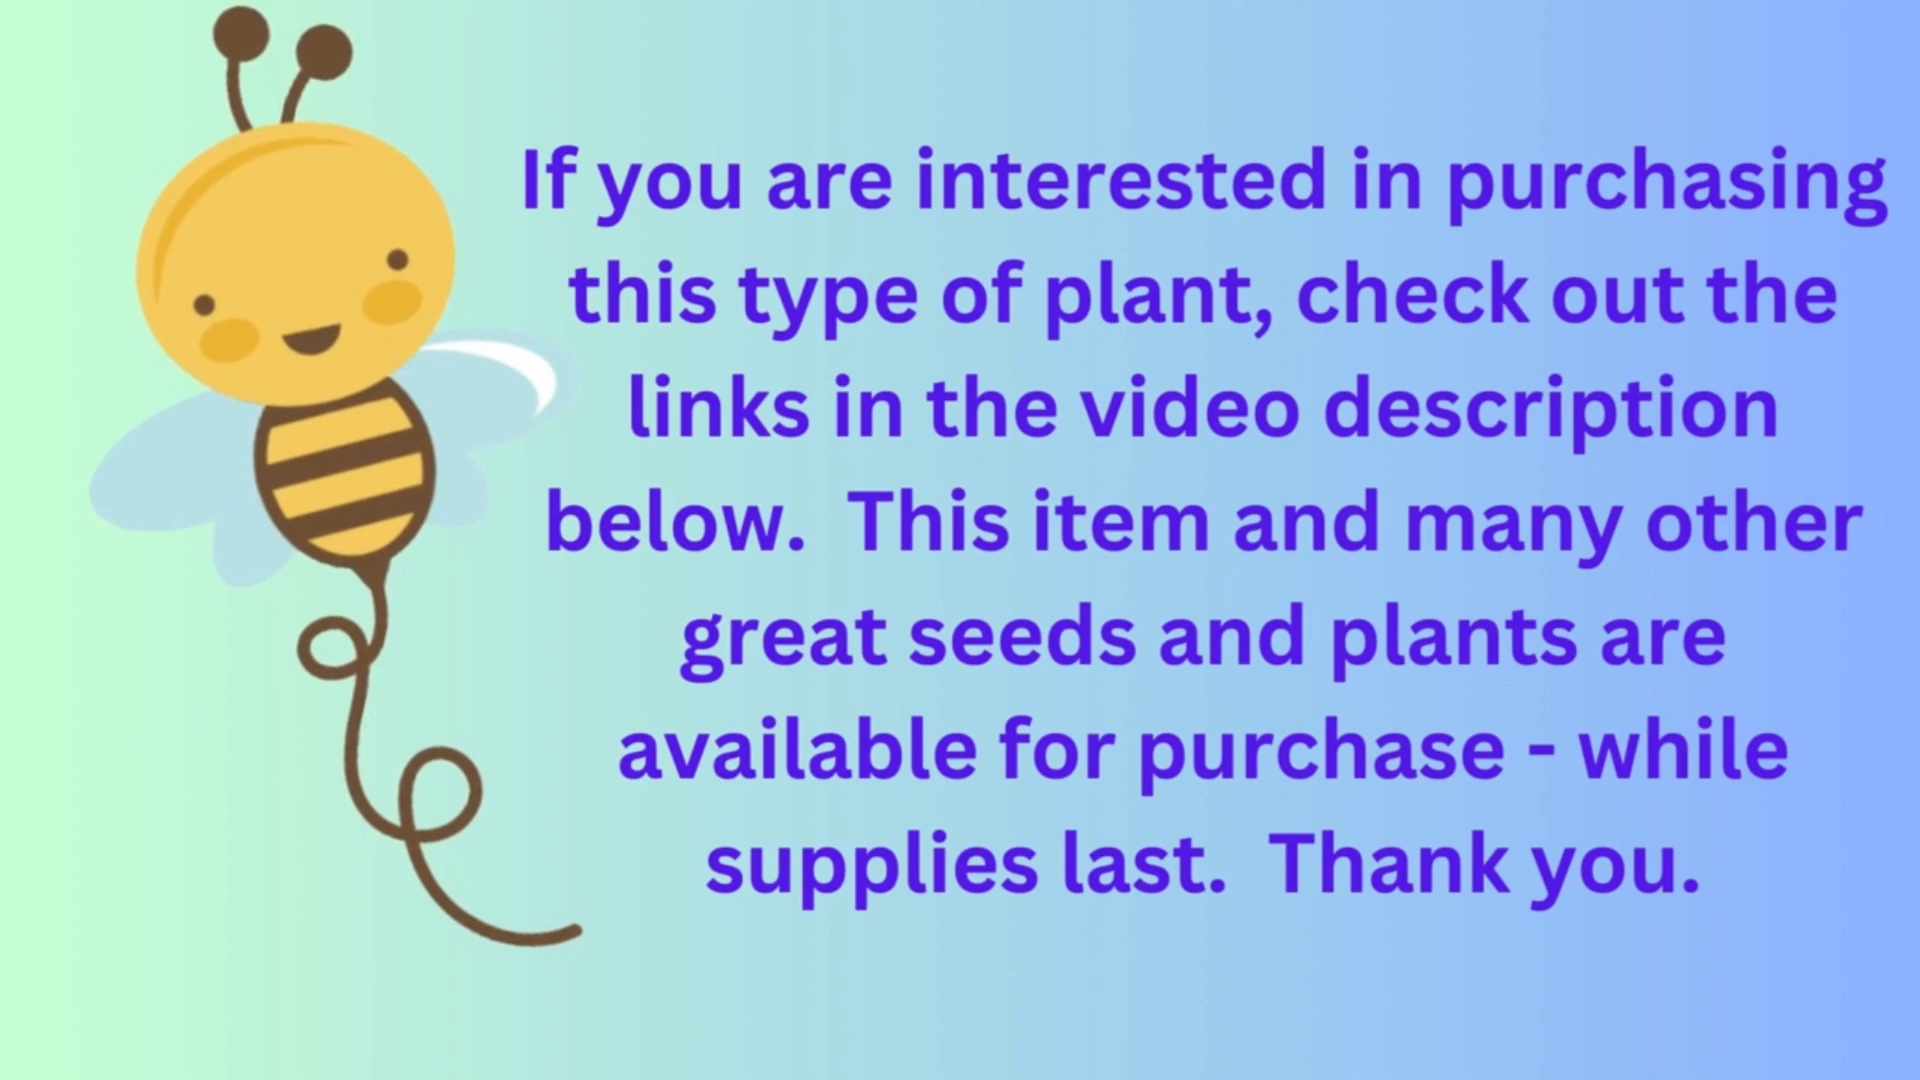 If you are interested in purchasing
this type of plant, check out the
links in the video description
below.  This item and many other
great seeds and plants are
available for purchase - while
supplies last.  Thank you.